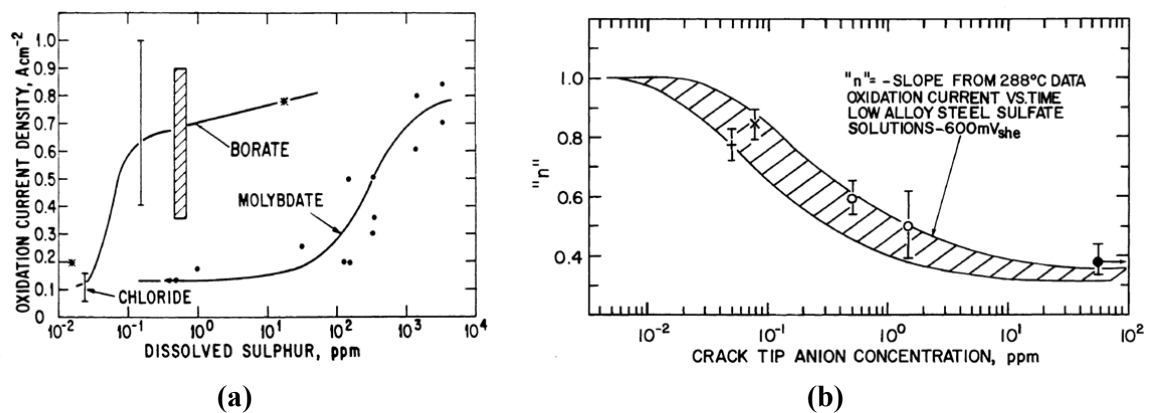 OXIDATION CURRENT DENSITY, Acm-2
1.0
0.9
0.8
0.7
0.6
0.5
0.4
0.3
0.2
0.1
0
BORATE
MOLYBDATE
CHLORIDE
10-2
10-1
100
101
102
103
104
DISSOLVED SULPHUR, ppm
(a)
"n"
1.0
0.8
0.6
0.4
"n"= -SLOPE FROM 288°C DATA
OXIDATION CURRENT VS.TIME
LOW ALLOY STEEL SULFATE
SOLUTIONS-600mVshe
10-2
10-1
100
101
102
CRACK TIP ANION CONCENTRATION, ppm
(b)